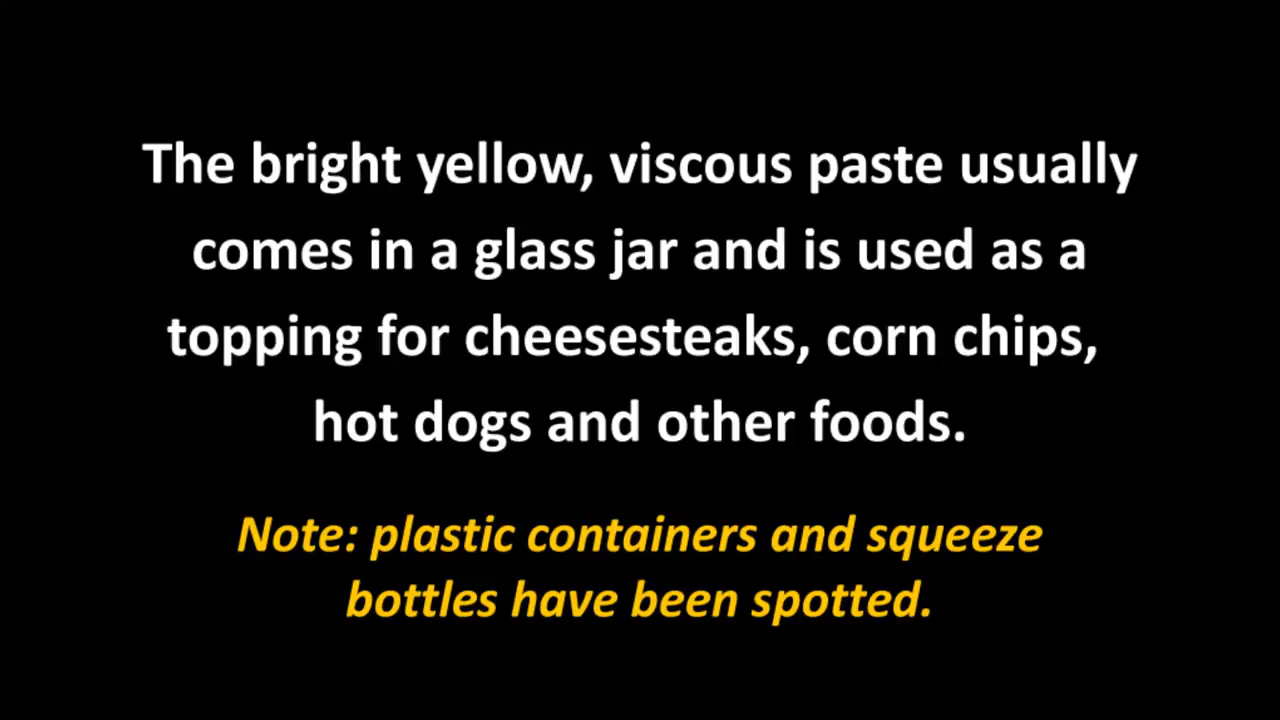 The bright yellow, viscous paste usually
comes in a glass jar and is used as a
topping for cheesesteaks, corn chips,
hot dogs and other foods.
Note: plastic containers and squeeze
bottles have been spotted.